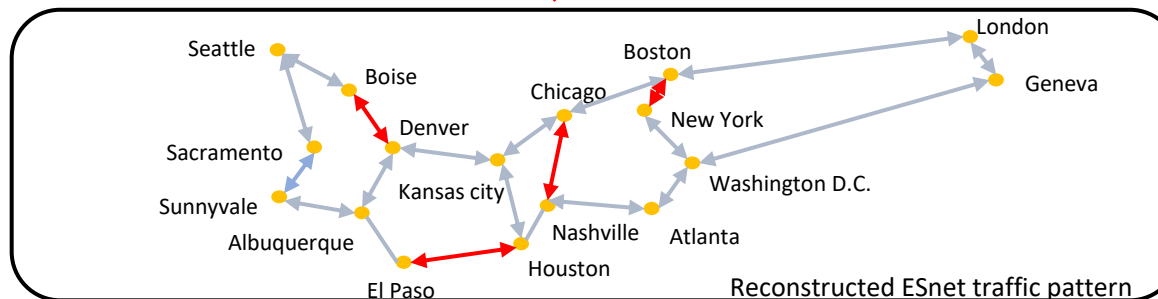 London
Seattle
Boston
Boise
Geneva
Chicago
New York
Denver
Sacramento
Washington D.C.
Kansas city
Sunnyvale
Nashville
Atlanta
Albuquerque
Houston
El Paso
Reconstructed ESnet traffic pattern